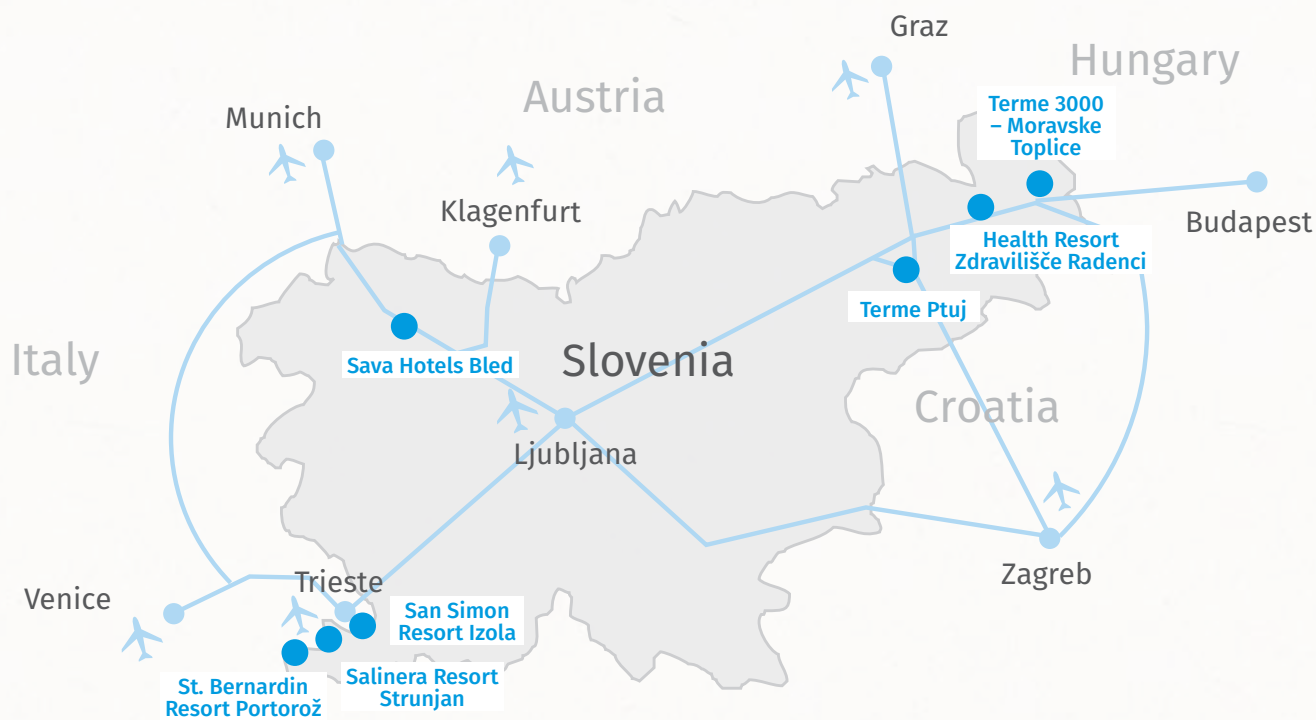 Graz
Hungary
Austria
Terme 3000
– Moravske
Toplice
Munich
Klagenfurt
Budapest
Health Resort
Zdravilišče Radenci
Terme Ptuj
Italy
Sava Hotels Bled
Slovenia
Croatia
Ljubljana
Zagreb
Trieste
Venice
San Simon
Resort Izola
Salinera Resort
Strunjan
St. Bernardin
Resort Portorož